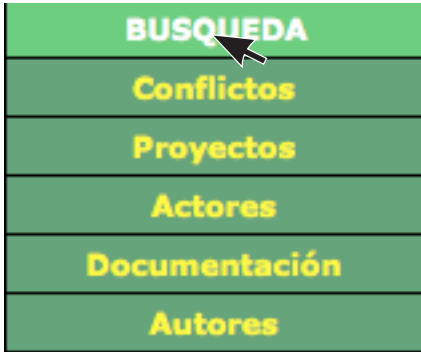 BUSQUEDA
Conflictos
Proyectos
Actores
Documentación
Autores